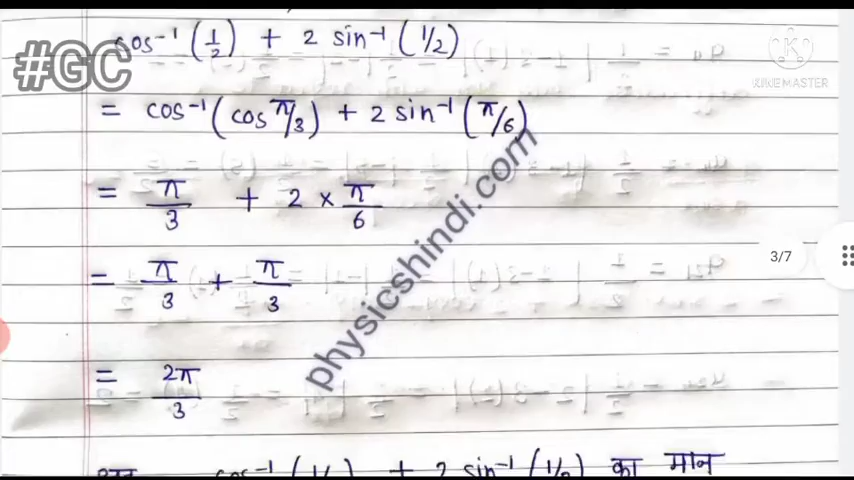 cos⁻¹(1/2) + 2 sin⁻¹(1/2)
#GC
KINEMASTER
= cos⁻¹(cos π/3) + 2 sin⁻¹(π/6)
= π/3 + 2 × π/6
3/7
= π/3 + π/3
physicshindi.com
= 2π/3
cos⁻¹(1/ ) + 2 sin⁻¹(1/2) का मान